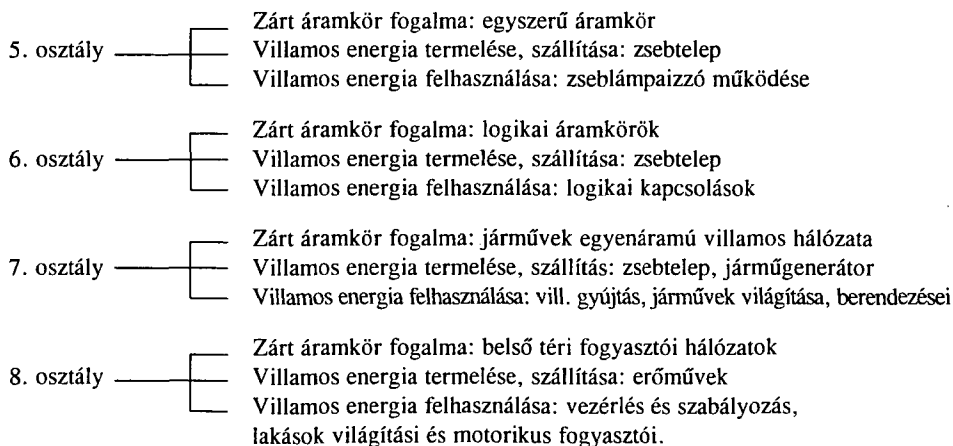 Zárt áramkör fogalma: egyszerű áramkör
5. osztály Villamos energia termelése, szállítása: zsebtelep
Villamos energia felhasználása: zseblámpaizzó működése
Zárt áramkör fogalma: logikai áramkörök
6. osztály Villamos energia termelése, szállítása: zsebtelep
Villamos energia felhasználása: logikai kapcsolások
Zárt áramkör fogalma: járművek egyenáramú villamos hálózata
7. osztály Villamos energia termelése, szállítás: zsebtelep, járműgenerátor
Villamos energia felhasználása: vill. gyújtás, járművek világítása, berendezései
Zárt áramkör fogalma: belső téri fogyasztói hálózatok
8. osztály Villamos energia termelése, szállítása: erőművek
Villamos energia felhasználása: vezérlés és szabályozás,
lakások világítási és motorikus fogyasztói.